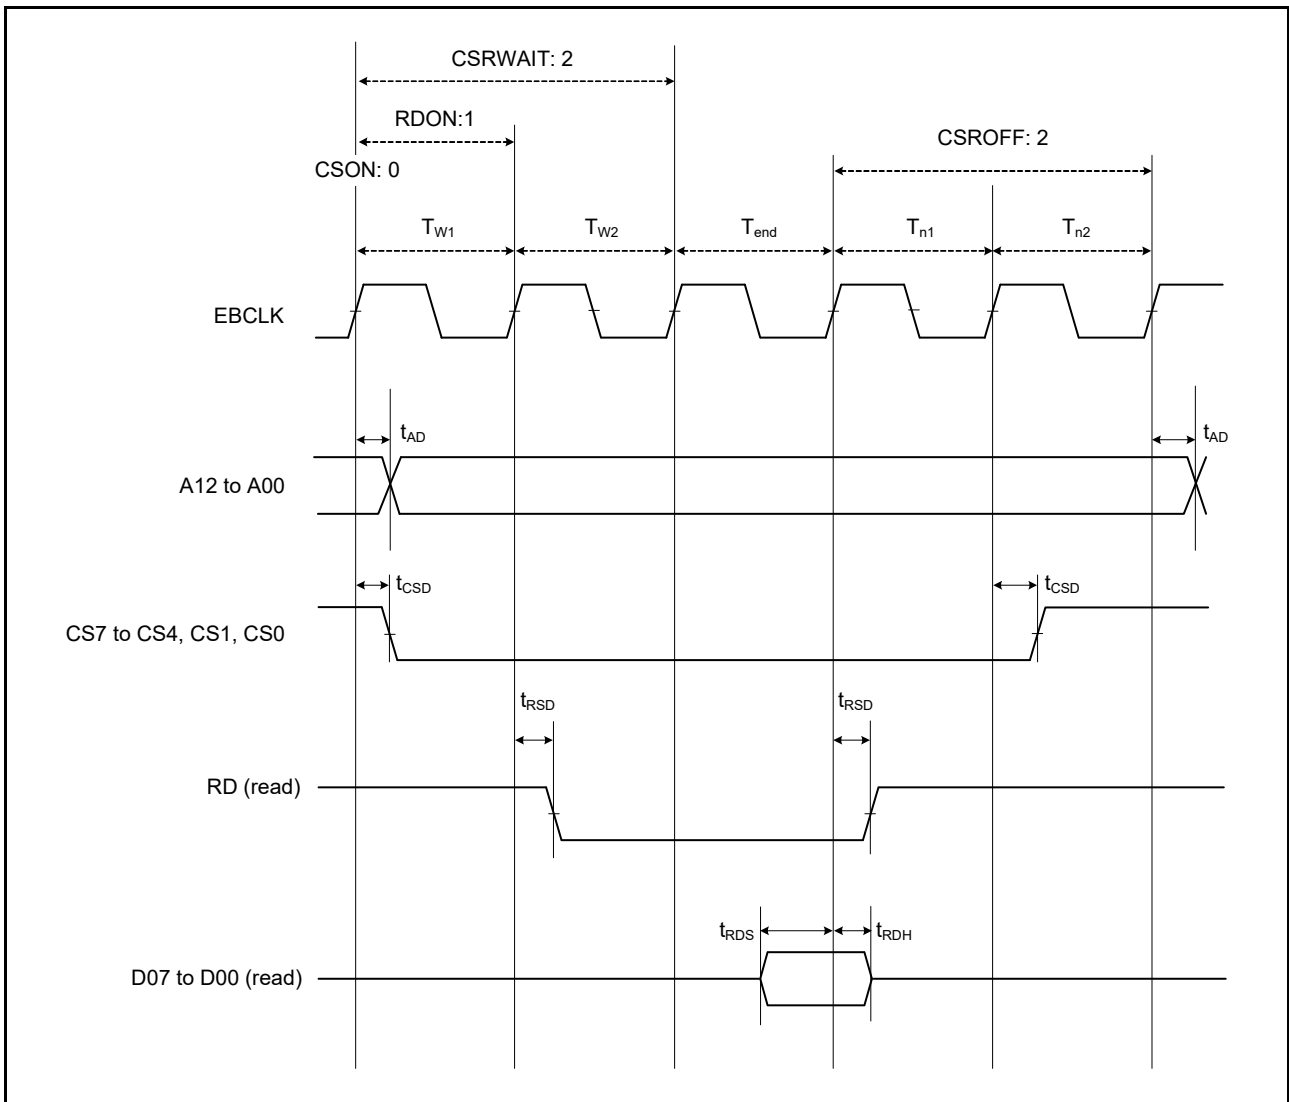 CSRWAIT: 2
RDON:1
CSROFF: 2
CSON: 0
TW1
TW2
Tend
Tn1
Tn2
EBCLK
tAD
tAD
A12 to A00
tCSD
tCSD
CS7 to CS4, CS1, CS0
tRSD
tRSD
RD (read)
tRDS
tRDH
D07 to D00 (read)